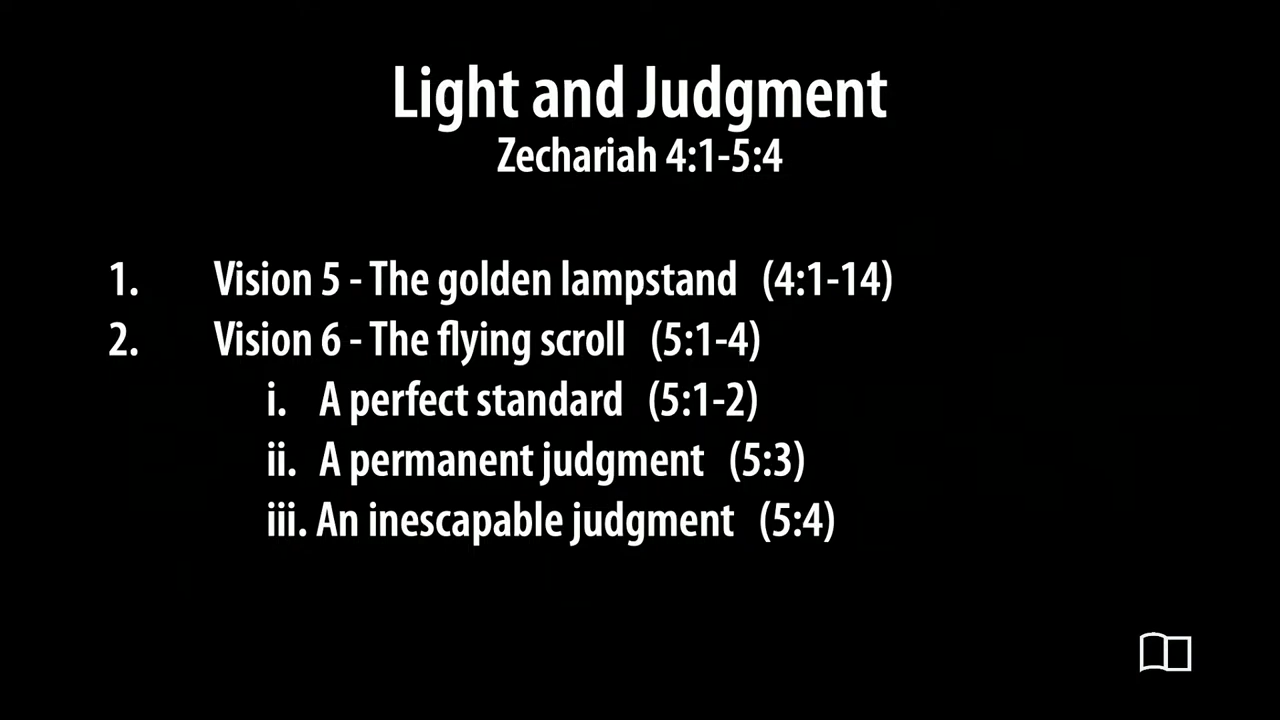 Light and Judgment
Zechariah 4:1-5:4
1. Vision 5 - The golden lampstand (4:1-14)
2. Vision 6 - The flying scroll (5:1-4)
i. A perfect standard (5:1-2)
ii. A permanent judgment (5:3)
iii. An inescapable judgment (5:4)